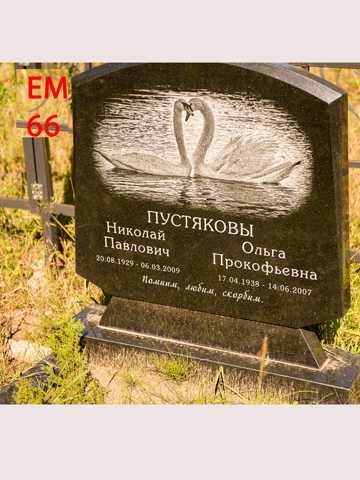 ЕМ
66
ПУСТЯКОВЫ
Николай
Павлович
20.08.1929 - 06.03.2009
Ольга
Прокофьевна
17.04.1938 - 14.06.2007
Помним, любим, скорбим.